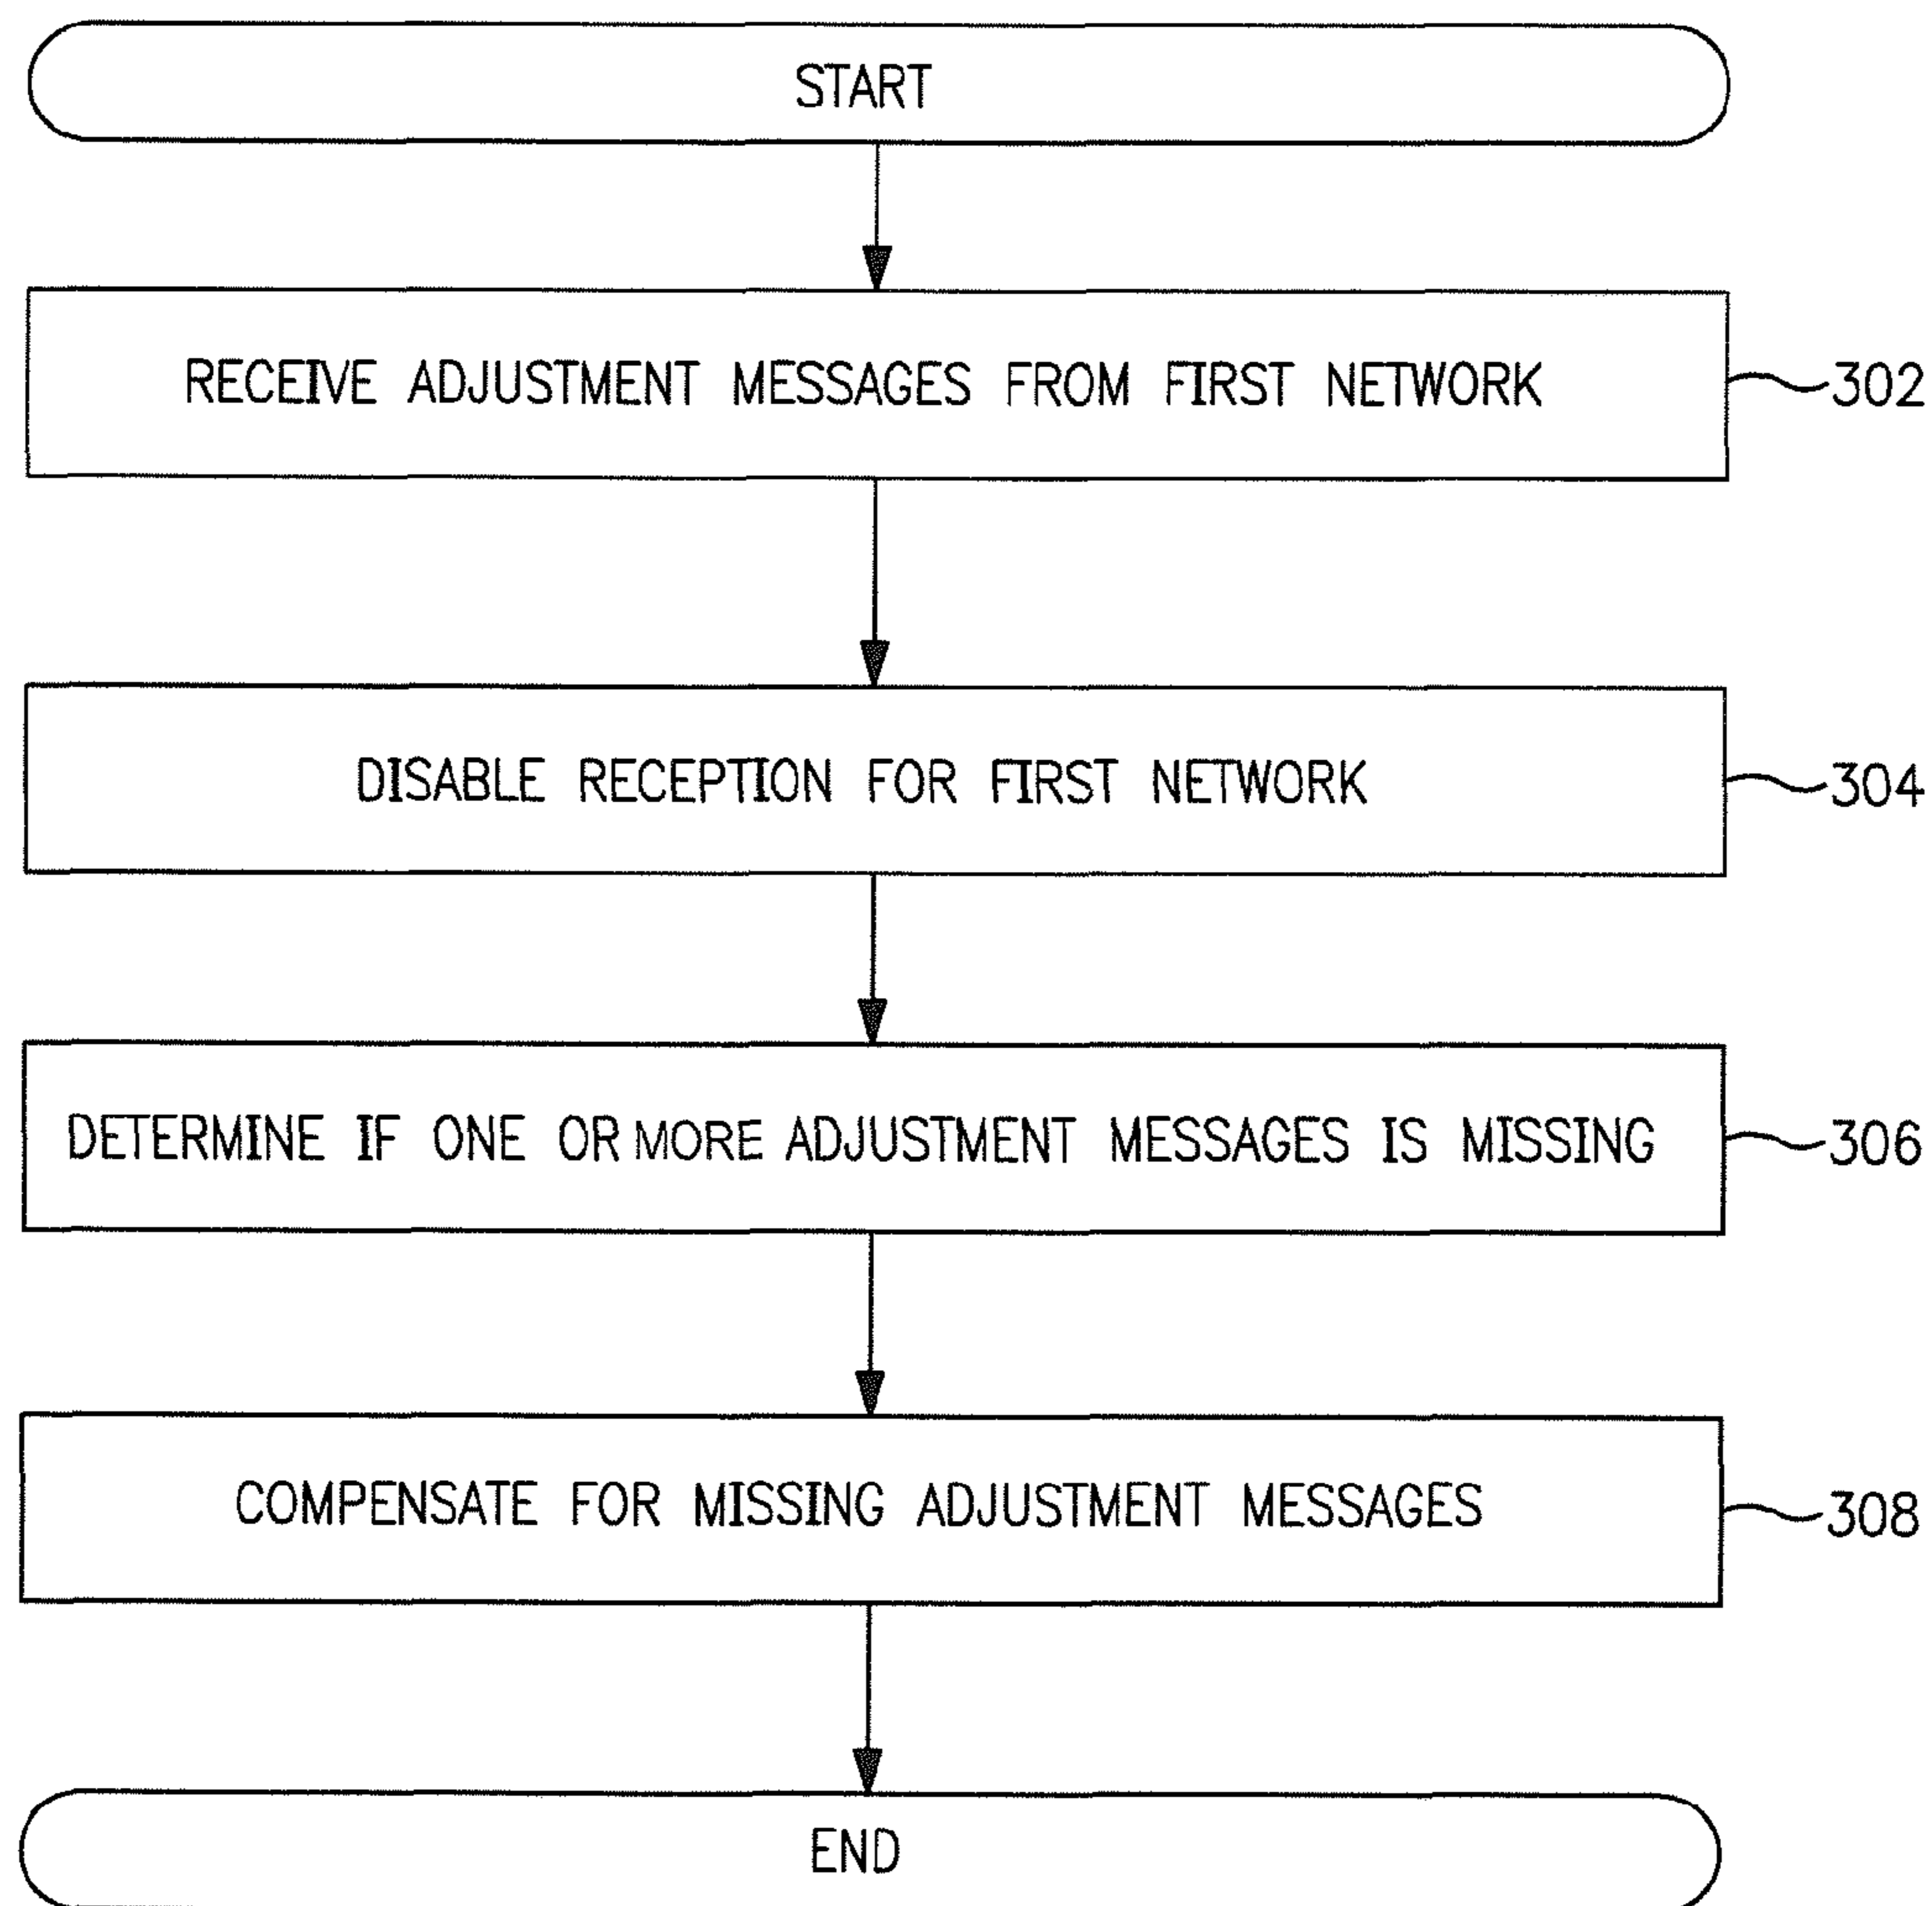 START
RECEIVE ADJUSTMENT MESSAGES FROM FIRST NETWORK
302
DISABLE RECEPTION FOR FIRST NETWORK
304
DETERMINE IF ONE OR MORE ADJUSTMENT MESSAGES IS MISSING
306
COMPENSATE FOR MISSING ADJUSTMENT MESSAGES
308
END